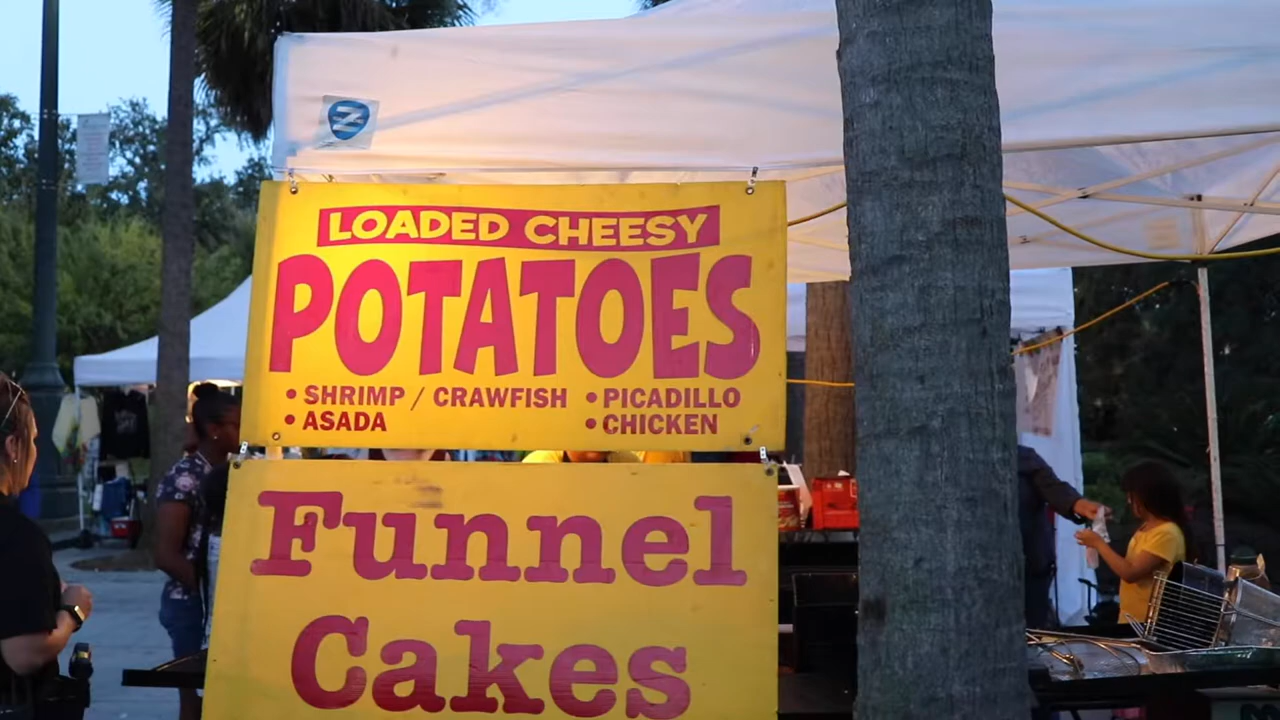 Z
LOADED CHEESY
POTATOES
• SHRIMP / CRAWFISH • PICADILLO
• ASADA • CHICKEN
Funnel
Cakes